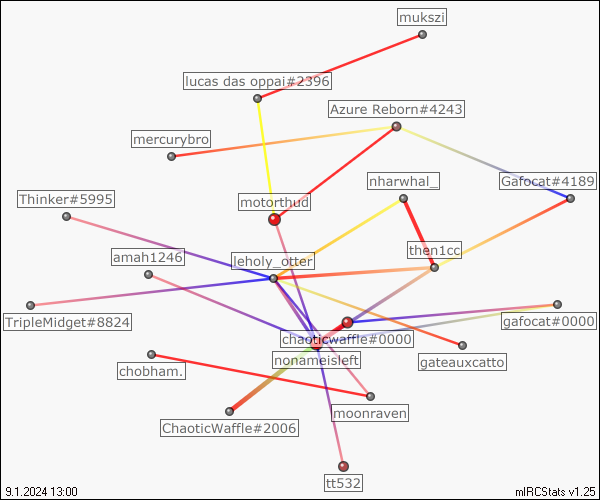 mukszi
lucas das oppai#2396
Azure Reborn#4243
mercurybro
nharwhal_
Gafocat#4189
Thinker#5995
motorthud
then1cc
amah1246
leholy_otter
TripleMidget#8824
gafocat#0000
chaoticwaffle#0000
nonameisleft
gateauxcatto
chobham.
moonraven
ChaoticWaffle#2006
tt532
9.1.2024 13:00
mIRCStats v1.25